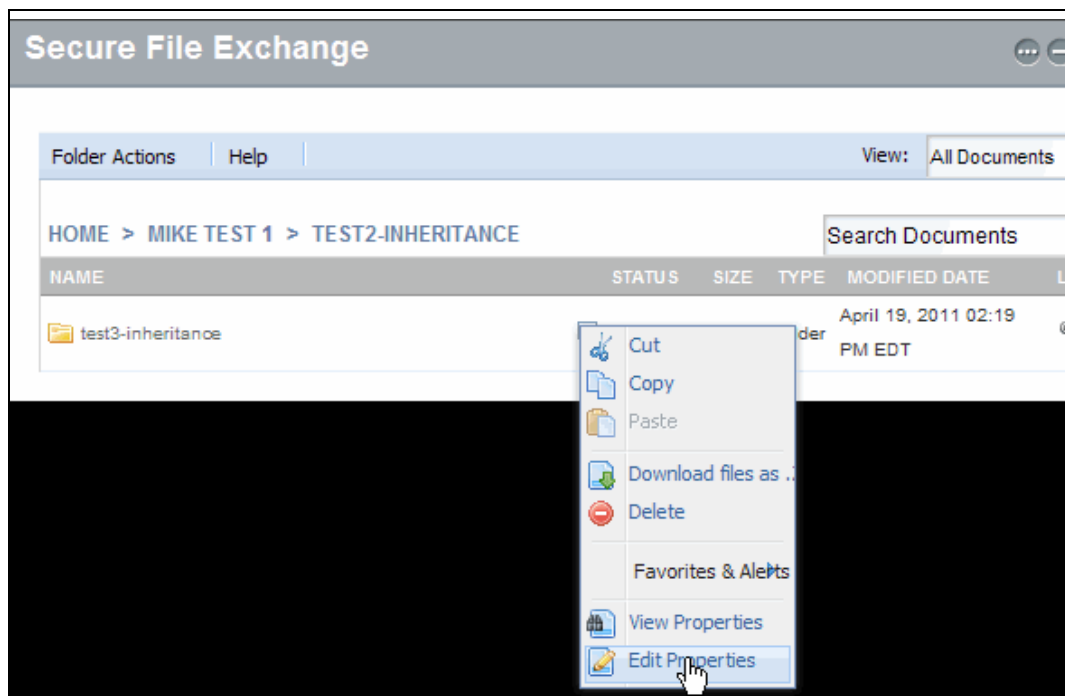 Secure File Exchange
Folder Actions Help View: All Documents
HOME > MIKE TEST 1 > TEST2-INHERITANCE Search Documents
NAME STATUS SIZE TYPE MODIFIED DATE L
test3-inheritance der April 19, 2011 02:19
PM EDT
Cut
Copy
Paste
Download files as .
Delete
Favorites & Alerts
View Properties
Edit Properties